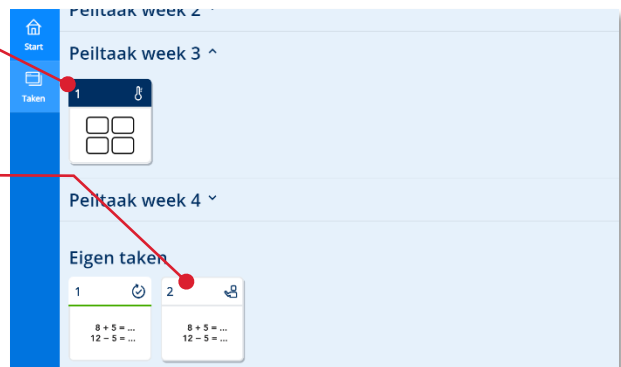 Peiltaak week 2
Start
Peiltaak week 3
1
Taken
Peiltaak week 4
Eigen taken
1
2
8 + 5 = ...
12 – 5 = ...
8 + 5 = ...
12 – 5 = ...